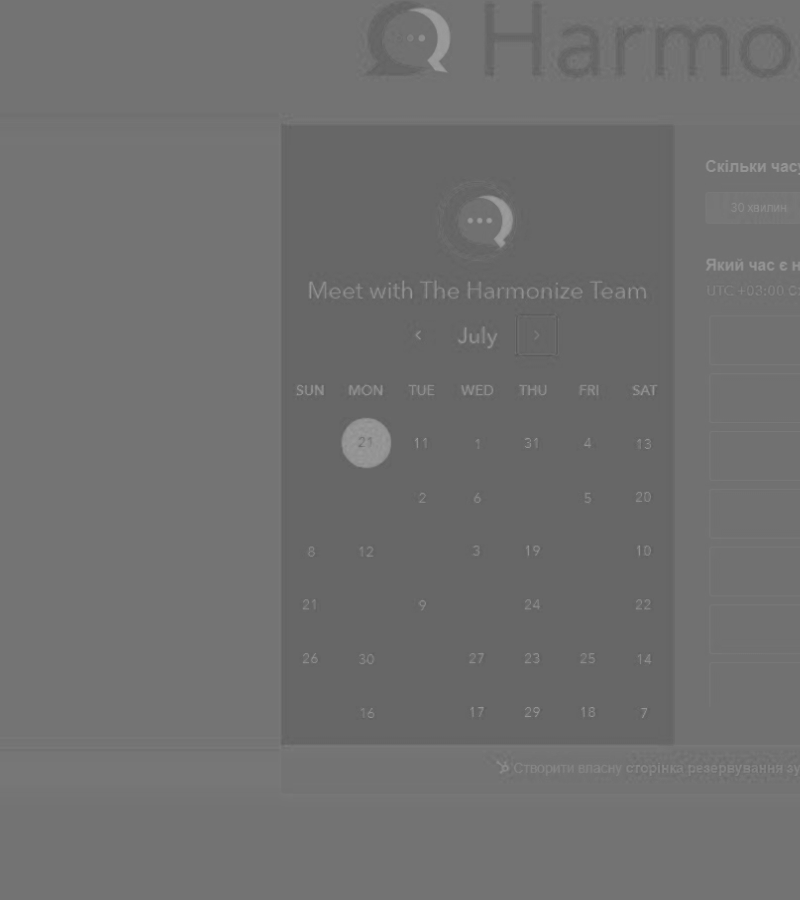 Harmo
Скільки часу
30 хвилин
Meet with The Harmonize Team
Який час є н
UTC +03:00
July
SUN MON TUE WED THU FRI SAT
21 11 1 31 4 13
2 6 5 20
8 12 3 19 10
21 9 24 22
26 30 27 23 25 14
16 17 29 18 7
Створити власну сторінка резервування